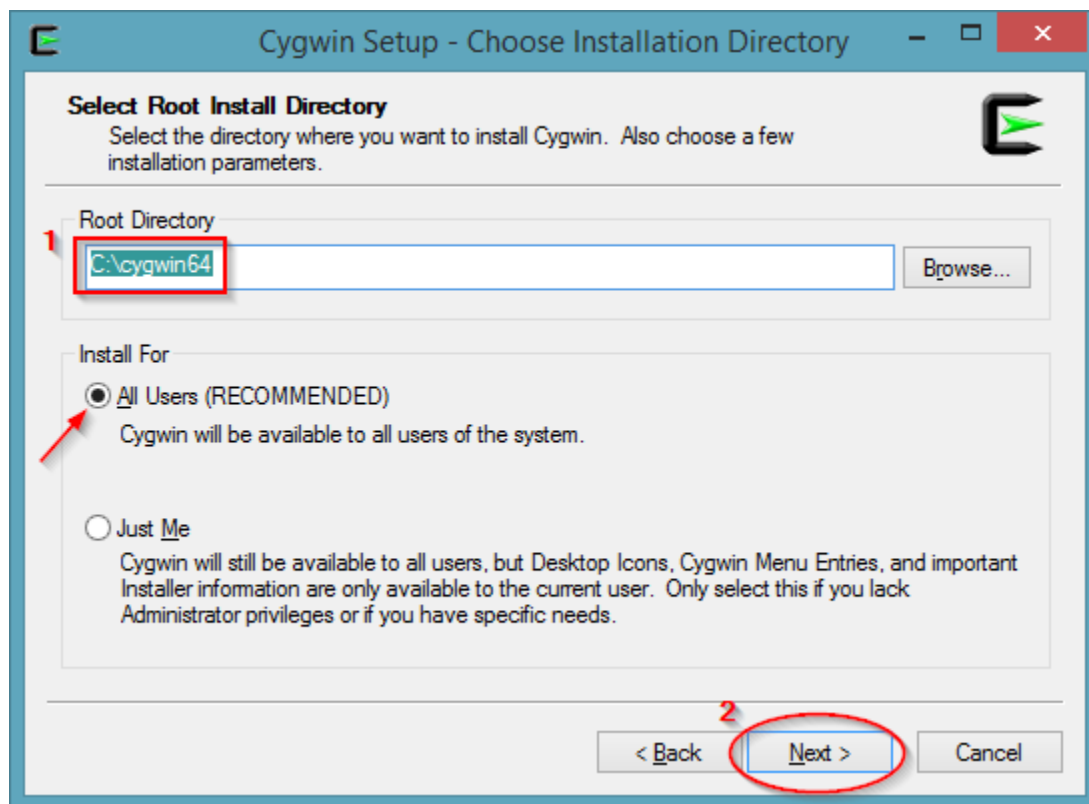 Cygwin Setup - Choose Installation Directory
Select Root Install Directory
Select the directory where you want to install Cygwin. Also choose a few
installation parameters.
Root Directory
1
C:\cygwin64
Browse...
Install For
All Users (RECOMMENDED)
Cygwin will be available to all users of the system.
Just Me
Cygwin will still be available to all users, but Desktop Icons, Cygwin Menu Entries, and important
Installer information are only available to the current user. Only select this if you lack
Administrator privileges or if you have specific needs.
2
< Back
Next >
Cancel